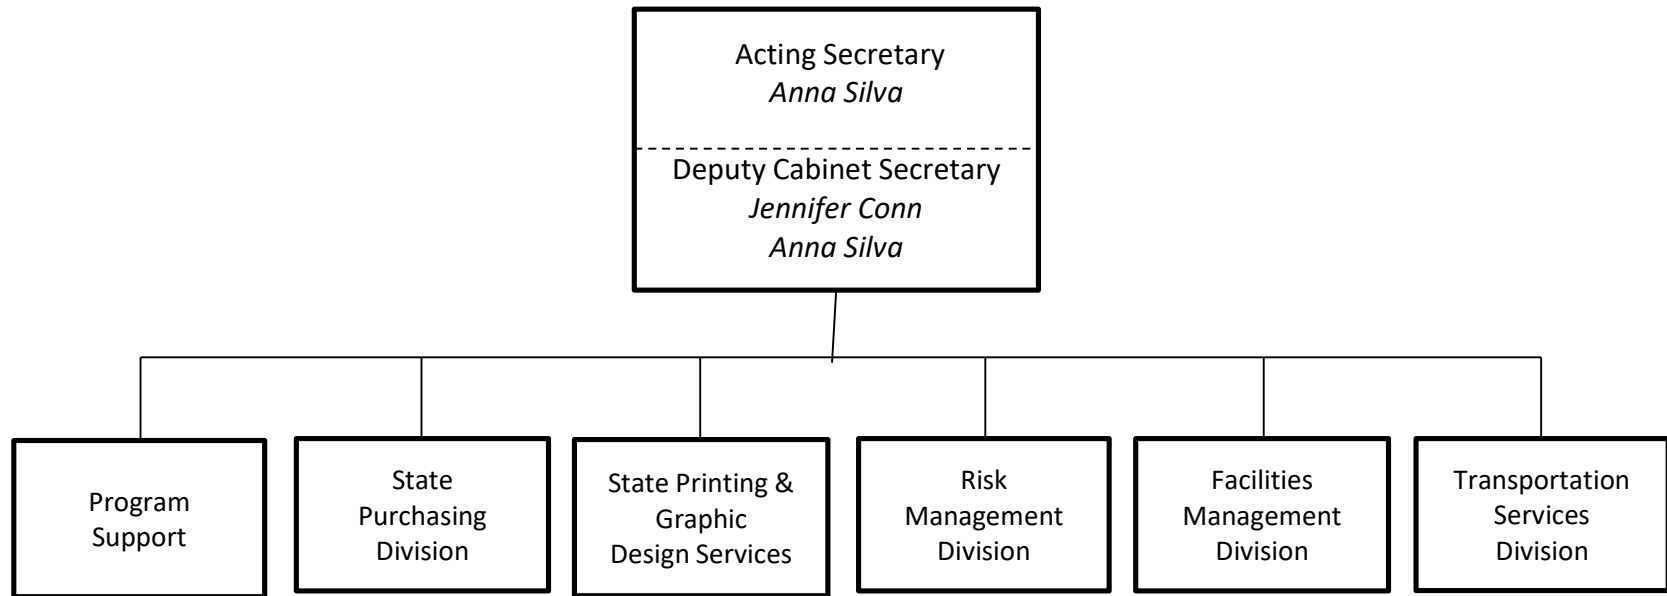 Acting Secretary
Anna Silva
Deputy Cabinet Secretary
Jennifer Conn
Anna Silva
Program
Support
State
Purchasing
Division
State Printing &
Graphic
Design Services
Risk
Management
Division
Facilities
Management
Division
Transportation
Services
Division